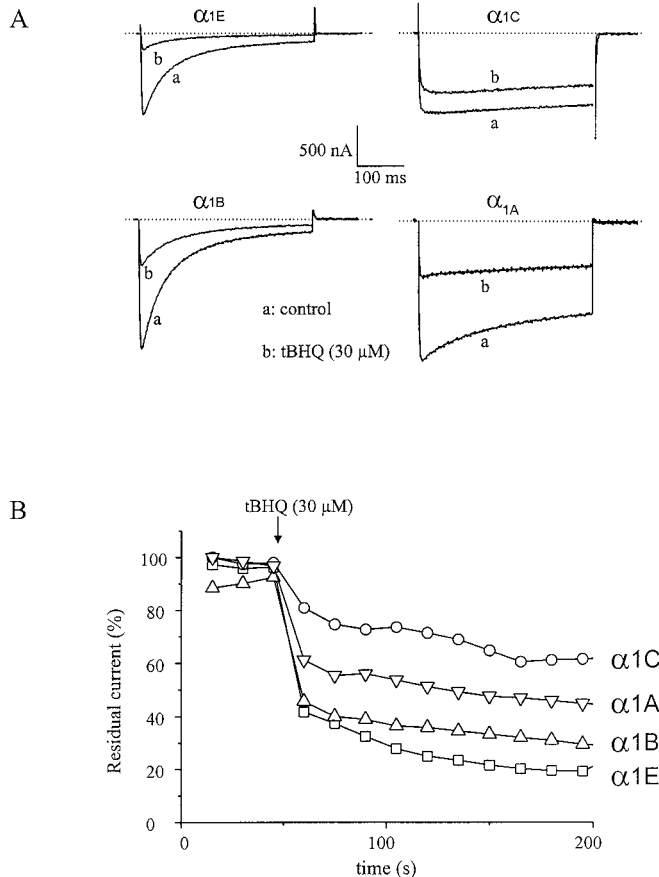 A
α1E
α1C
b
a
b
a
500 nA
100 ms
α1B
α1A
b
a
b
a
a: control
b: tBHQ (30 µM)
B
tBHQ (30 µM)
Residual current (%)
100
80
60
40
20
0
0
100
200
time (s)
α1C
α1A
α1B
α1E